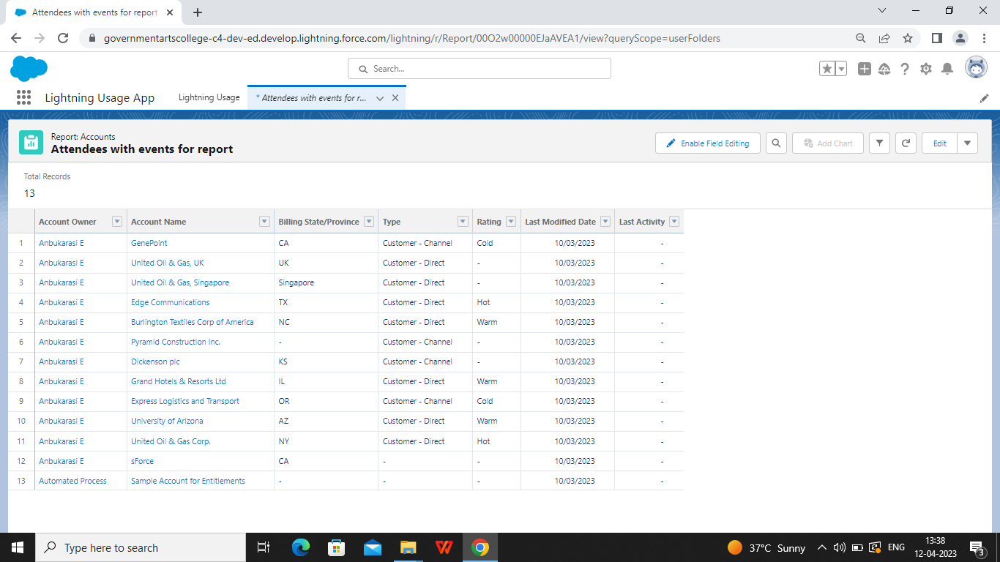 Attendees with events for report
governmentartscollege-c4-dev-ed.develop.lightning.force.com/lightning/r/Report/00O2w00000EJaAVEA1/view?queryScope=userFolders
Search...
Lightning Usage App Lightning Usage * Attendees with events for r...
Report: Accounts
Attendees with events for report
Enable Field Editing Add Chart Edit
Total Records
13
Account Owner Account Name Billing State/Province Type Rating Last Modified Date Last Activity
1 Anbukarasi E GenePoint CA Customer - Channel Cold 10/03/2023 -
2 Anbukarasi E United Oil & Gas, UK UK Customer - Direct - 10/03/2023 -
3 Anbukarasi E United Oil & Gas, Singapore Singapore Customer - Direct - 10/03/2023 -
4 Anbukarasi E Edge Communications TX Customer - Direct Hot 10/03/2023 -
5 Anbukarasi E Burlington Textiles Corp of America NC Customer - Direct Warm 10/03/2023 -
6 Anbukarasi E Pyramid Construction Inc. - Customer - Channel - 10/03/2023 -
7 Anbukarasi E Dickenson plc KS Customer - Channel - 10/03/2023 -
8 Anbukarasi E Grand Hotels & Resorts Ltd IL Customer - Direct Warm 10/03/2023 -
9 Anbukarasi E Express Logistics and Transport OR Customer - Channel Cold 10/03/2023 -
10 Anbukarasi E University of Arizona AZ Customer - Direct Warm 10/03/2023 -
11 Anbukarasi E United Oil & Gas Corp. NY Customer - Direct Hot 10/03/2023 -
12 Anbukarasi E sForce CA - - 10/03/2023 -
13 Automated Process Sample Account for Entitlements - - - 10/03/2023 -
Type here to search 37°C Sunny ENG 13:38
12-04-2023 3